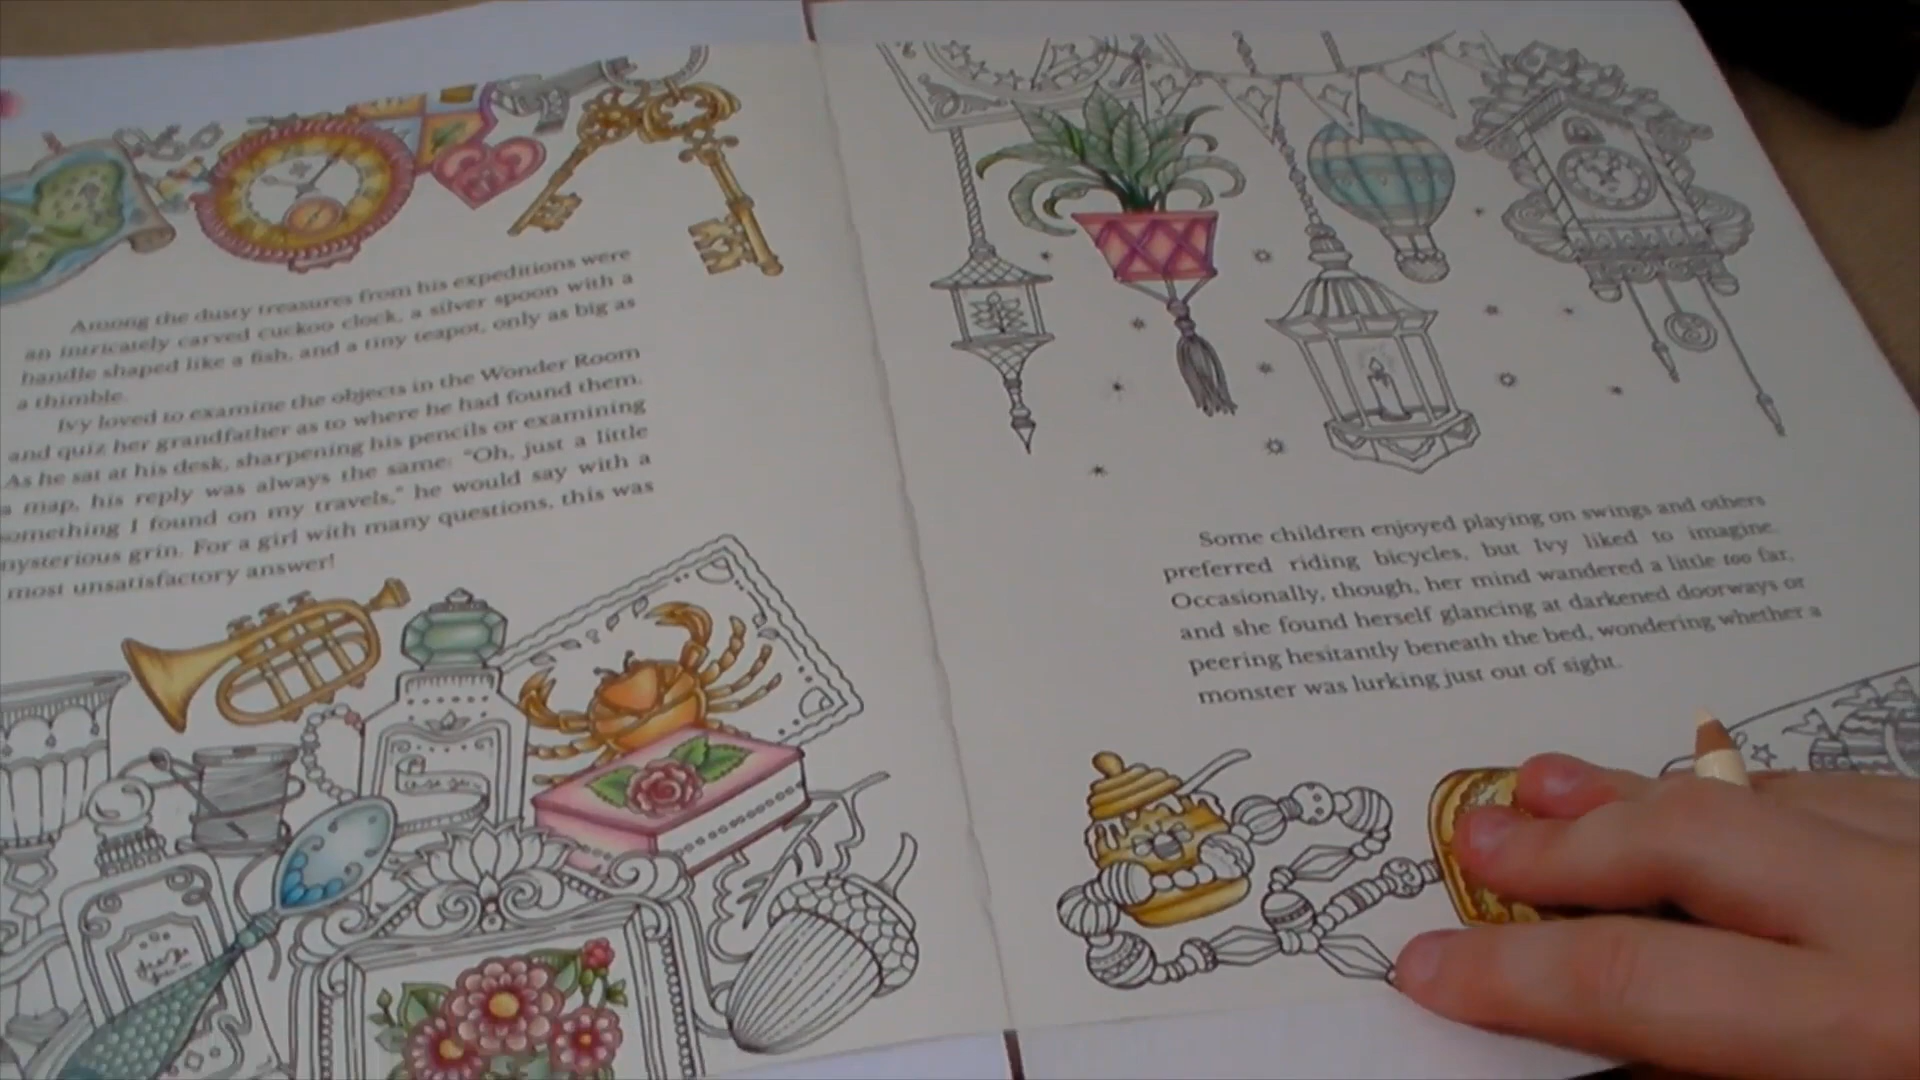 Among the dusty treasures from his expeditions were
an intricately carved cuckoo clock, a silver spoon with a
handle shaped like a fish, and a tiny teapot, only as big as
a thimble.
Ivy loved to examine the objects in the Wonder Room
and quiz her grandfather as to where he had found them.
As he sat at his desk, sharpening his pencils or examining
a map, his reply was always the same: "Oh, just a little
something I found on my travels," he would say with a
mysterious grin. For a girl with many questions, this was
most unsatisfactory answer!
Some children enjoyed playing on swings and others
preferred riding bicycles, but Ivy liked to imagine.
Occasionally, though, her mind wandered a little too far,
and she found herself glancing at darkened doorways or
peering hesitantly beneath the bed, wondering whether a
monster was lurking just out of sight.